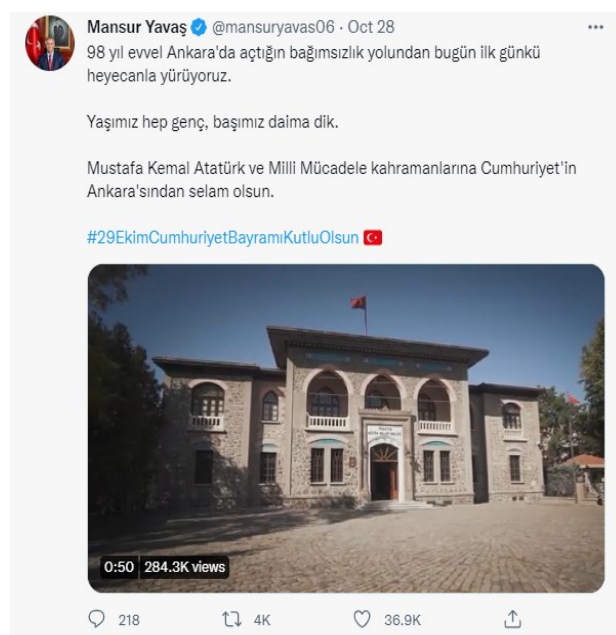 Mansur Yavaş @mansuryavas06 · Oct 28
98 yıl evvel Ankara'da açtığın bağımsızlık yolundan bugün ilk günkü
heyecanla yürüyoruz.
Yaşımız hep genç, başımız daima dik.
Mustafa Kemal Atatürk ve Milli Mücadele kahramanlarına Cumhuriyet'in
Ankara'sından selam olsun.
#29EkimCumhuriyetBayramıKutluOlsun
0:50 284.3K views
218 4K 36.9K